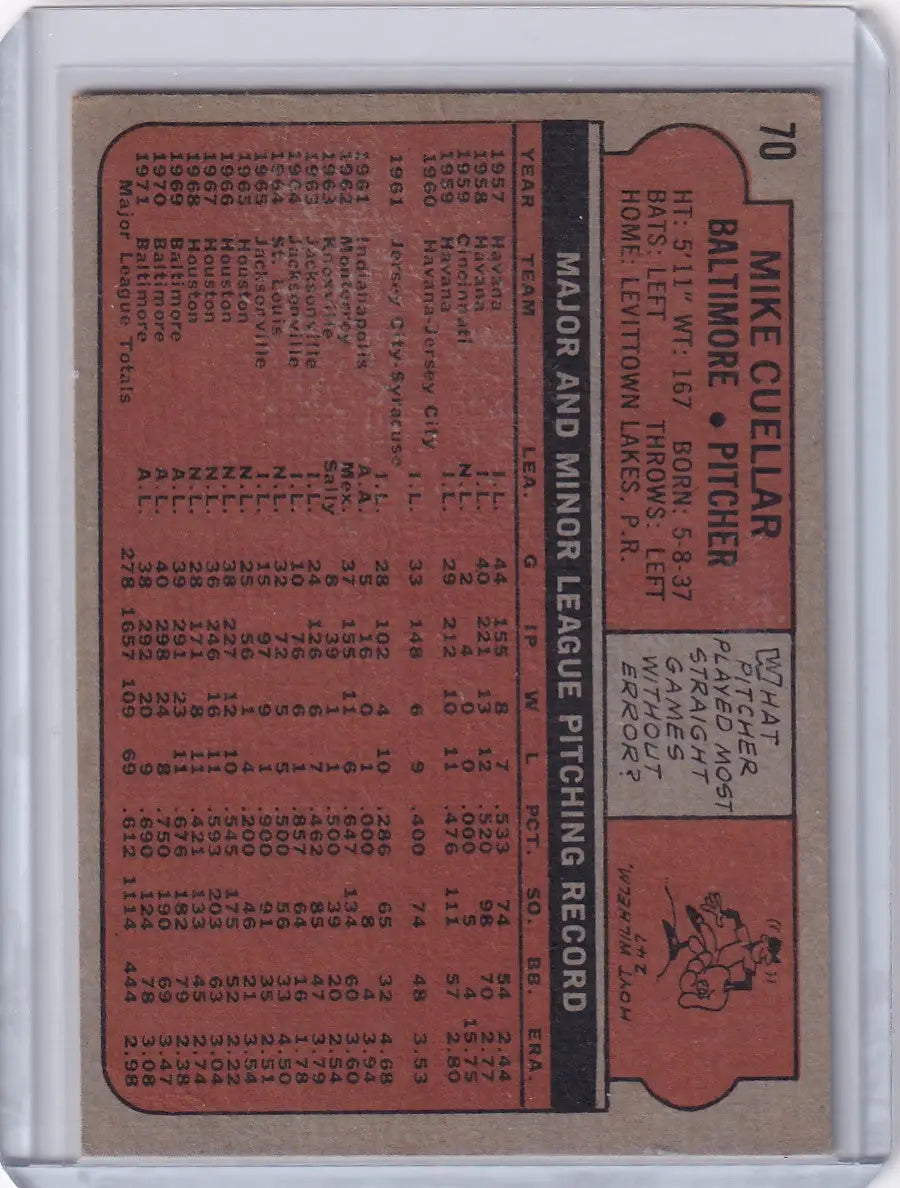 70
MIKE CUELLAR
BALTIMORE • PITCHER
HT: 5'11" WT: 167 BORN: 5-8-37
BATS: LEFT THROWS: LEFT
HOME: LEVITTOWN LAKES, P.R.
WHAT
PITCHER
PLAYED MOST
STRAIGHT
GAMES
WITHOUT
ERROR?
247
HOYT WILHELM.
MAJOR AND MINOR LEAGUE PITCHING RECORD
YEAR TEAM LEA. G IP W L PCT. SO. BB. ERA.
1957 Havana I.L. 44 155 8 7 .533 74 54 2.44
1958 Havana I.L. 40 221 13 12 .520 98 70 2.77
1959 Cincinnati N.L. 2 4 0 0 .000 5 4 15.75
1959 Havana I.L. 29 212 10 11 .476 111 57 2.80
1960 Havana-Jersey City I.L. 33 148 6 9 .400 74 48 3.53
1961 Jersey City-Syracuse I.L. 28 102 4 10 .286 65 32 4.68
1961 Indianapolis A.A. 5 16 0 1 .000 8 4 3.94
1962 Monterrey Mex. 37 155 11 6 .647 134 60 3.60
1963 Knoxville Sally 8 39 1 1 .500 39 20 2.54
1963 Jacksonville I.L. 24 126 6 7 .462 85 47 3.79
1964 Jacksonville I.L. 10 76 6 1 .857 64 16 1.78
1964 St. Louis N.L. 32 72 5 5 .500 56 33 4.50
1965 Jacksonville I.L. 15 97 9 1 .900 91 35 2.51
1965 Houston N.L. 25 56 1 4 .200 46 21 3.54
1966 Houston N.L. 38 227 12 10 .545 175 52 2.22
1967 Houston N.L. 36 246 16 11 .593 203 63 3.04
1968 Houston N.L. 28 171 8 11 .421 133 45 2.74
1969 Baltimore A.L. 39 291 23 11 .676 182 79 2.38
1970 Baltimore A.L. 40 298 24 8 .750 190 69 3.47
1971 Baltimore A.L. 38 292 20 9 .690 124 78 3.08
Major League Totals 278 1657 109 69 .612 1114 444 2.98